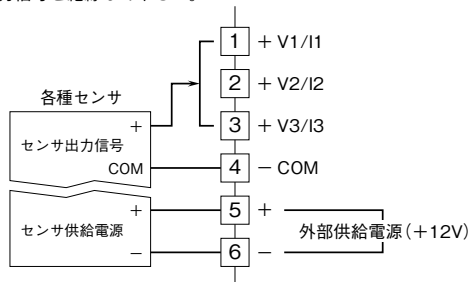 1 + V1/I1
2 + V2/I2
各種センサ
+ 3 + V3/I3
センサ出力信号
COM 4 － COM
+ 5 +
センサ供給電源 外部供給電源(+12V)
－ 6 －